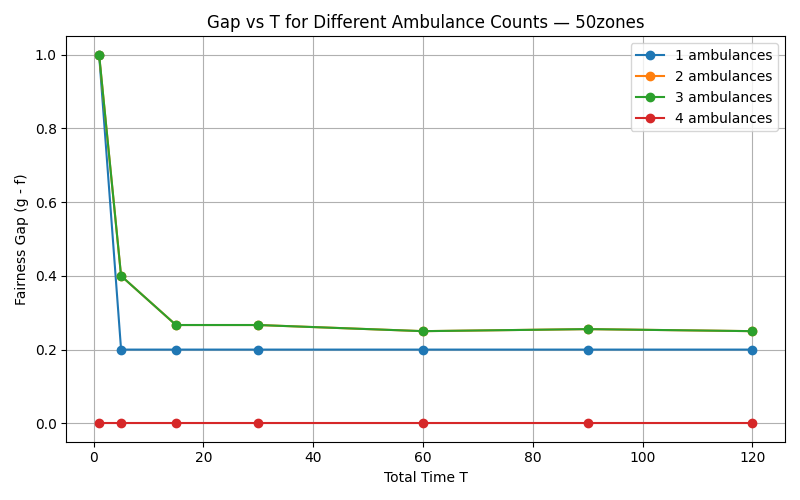 Gap vs T for Different Ambulance Counts — 50zones
1 ambulances
2 ambulances
3 ambulances
4 ambulances
Fairness Gap (g - f)
1.0
0.8
0.6
0.4
0.2
0.0
0 20 40 60 80 100 120
Total Time T